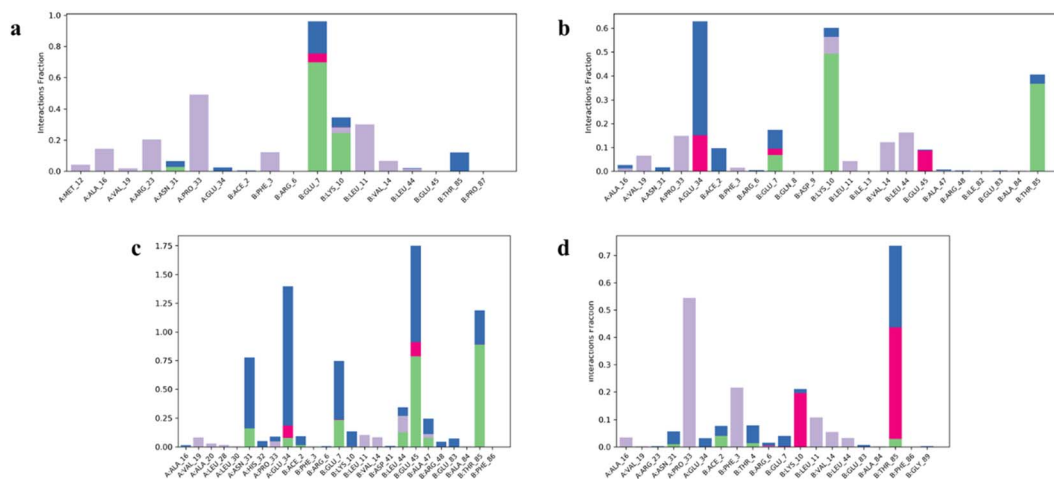 a
1.0
0.8
0.6
0.4
0.2
0.0
Interactions Fraction
A:MET_12
A:ALA_16
A:VAL_19
A:ARG_23
A:ASN_31
A:PRO_33
A:GLU_34
B:ACE_2
B:PHE_3
B:ARG_6
B:GLU_7
B:LYS_10
B:LEU_11
B:VAL_14
B:LEU_44
B:GLU_45
B:THR_85
B:PRO_87
b
0.6
0.5
0.4
0.3
0.2
0.1
0.0
Interactions Fraction
A:ALA_16
A:VAL_19
A:ASN_31
A:PRO_33
A:GLU_34
B:ACE_2
B:PHE_3
B:ARG_6
B:GLU_7
B:GLN_8
B:ASP_9
B:LYS_10
B:LEU_11
B:ILE_13
B:VAL_14
B:LEU_44
B:GLU_45
B:ALA_47
B:ARG_48
B:ILE_82
B:GLU_83
B:ALA_84
B:THR_85
c
1.75
1.50
1.25
1.00
0.75
0.50
0.25
0.00
Interactions Fraction
A:ALA_16
A:VAL_19
A:ALA_20
A:LEU_28
A:LEU_30
A:ASN_31
A:HIS_32
A:PRO_33
A:GLU_34
B:ACE_2
B:PHE_3
B:ARG_6
B:GLU_7
B:LYS_10
B:LEU_11
B:VAL_14
B:ASP_41
B:LEU_44
B:GLU_45
B:ALA_47
B:ARG_48
B:GLU_83
B:ALA_84
B:THR_85
B:PHE_86
d
0.7
0.6
0.5
0.4
0.3
0.2
0.1
0.0
Interactions Fraction
A:ALA_16
A:VAL_19
A:ARG_23
A:ASN_31
A:PRO_33
A:GLU_34
B:ACE_2
B:PHE_3
B:THR_4
B:ARG_6
B:GLU_7
B:LYS_10
B:LEU_11
B:VAL_14
B:LEU_44
B:GLU_83
B:ALA_84
B:THR_85
B:PHE_86
B:GLY_89